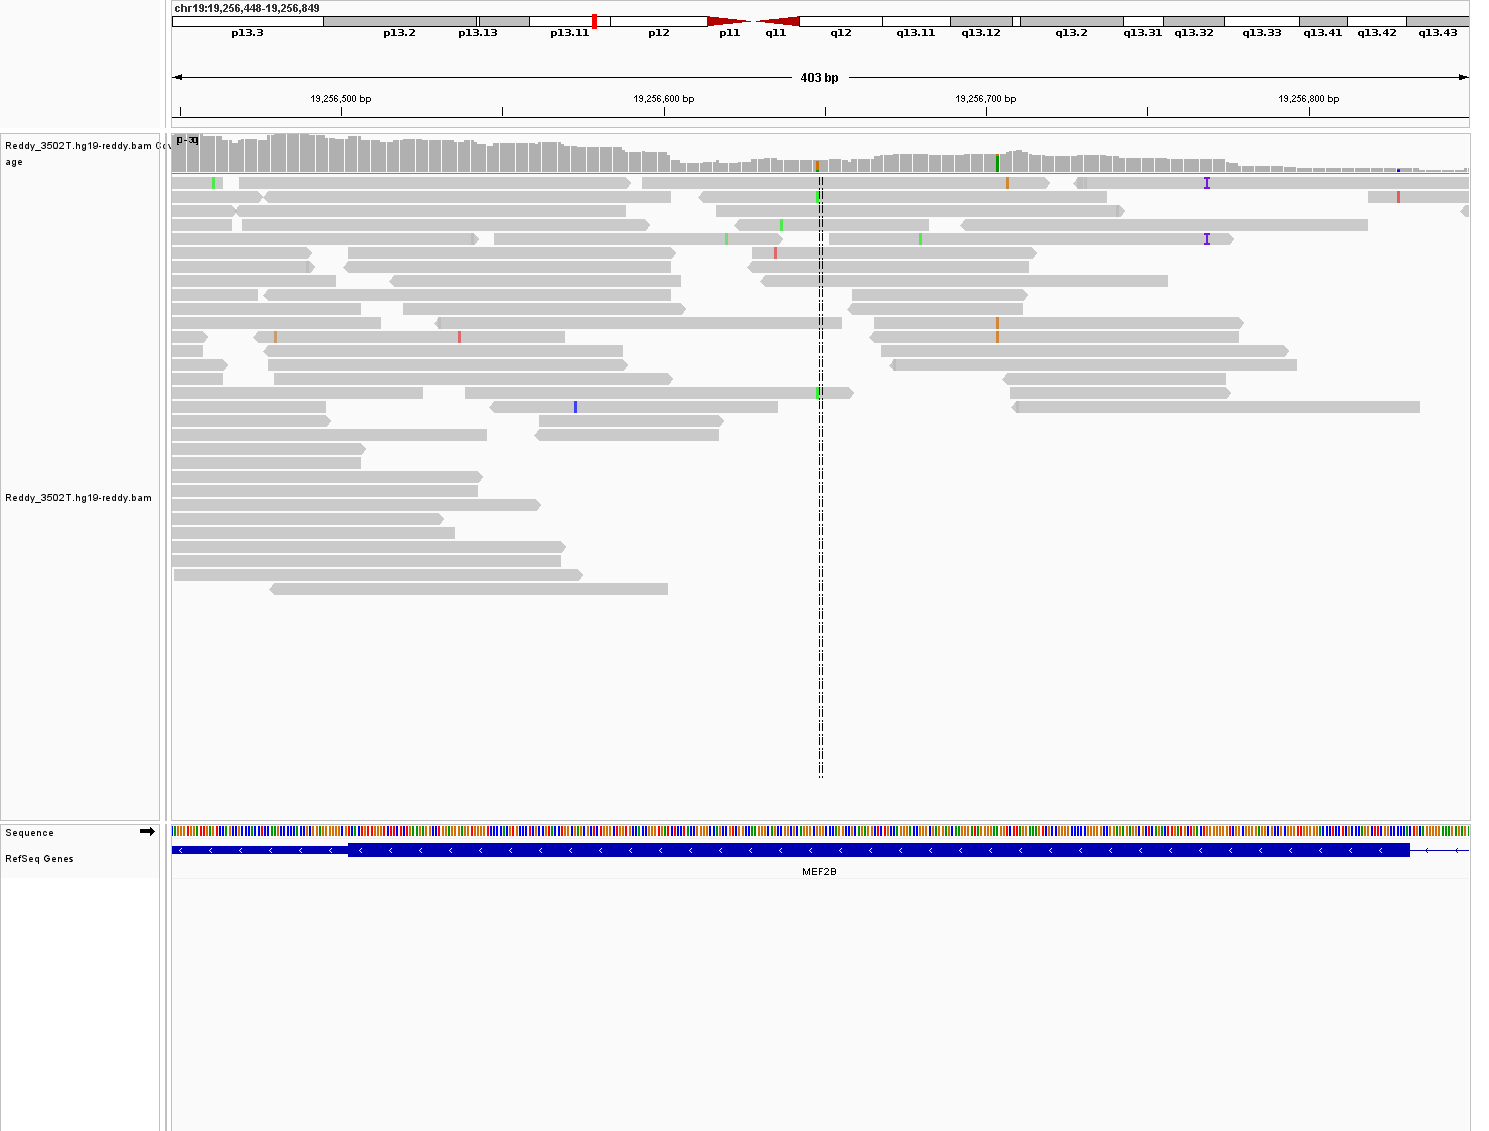 chr19:19,256,448-19,256,849
p13.3 p13.2 p13.13 p13.11 p12 p11 q11 q12 q13.11 q13.12 q13.2 q13.31 q13.32 q13.33 q13.41 q13.42 q13.43
403 bp
19,256,500 bp 19,256,600 bp 19,256,700 bp 19,256,800 bp
Reddy_3502T.hg19-reddy.bam Cov
age
Reddy_3502T.hg19-reddy.bam
Sequence
RefSeq Genes
MEF2B